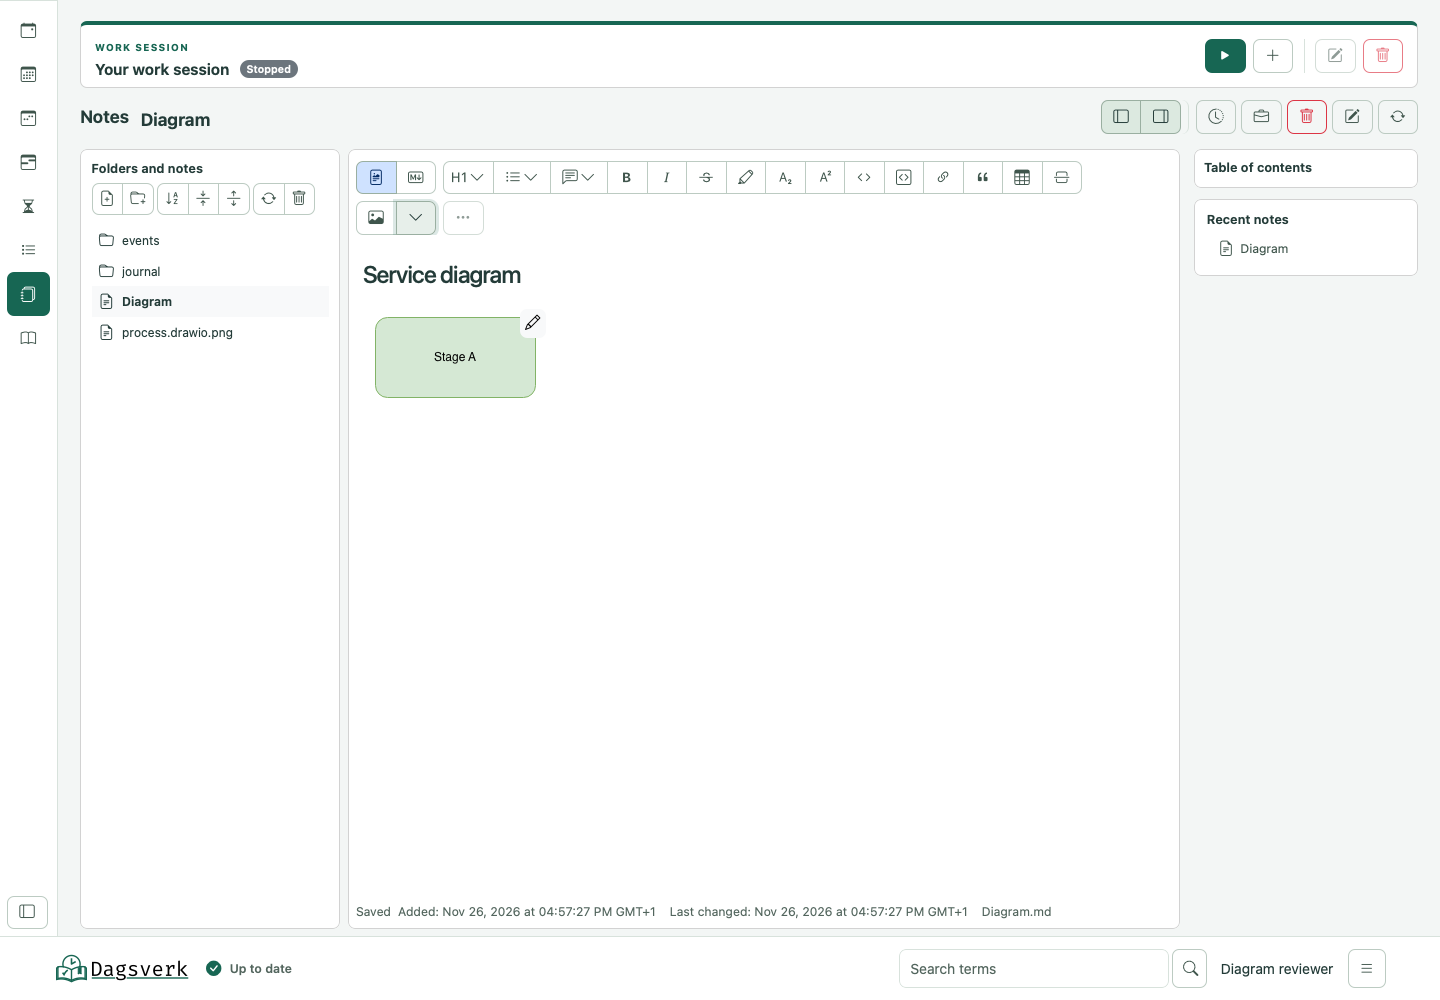 WORK SESSION
Your work session Stopped
Notes Diagram
Folders and notes
events
journal
Diagram
process.drawio.png
H1
B I S A₂ A²
Service diagram
Stage A
Saved Added: Nov 26, 2026 at 04:57:27 PM GMT+1 Last changed: Nov 26, 2026 at 04:57:27 PM GMT+1 Diagram.md
Table of contents
Recent notes
Diagram
Dagsverk Up to date
Search terms
Diagram reviewer